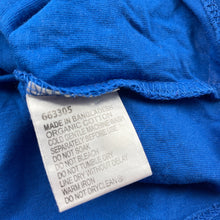 663305
MADE IN BANGLADESH
ORGANIC COTTON
COLD GENTLE MACHINE WASH
SEPARATELY BEFORE USE
DO NOT SOAK
DO NOT BLEACH
DO NOT TUMBLE DRY
LINE DRY WITHOUT DELAY
WARM IRON
DO NOT DRYCLEAN